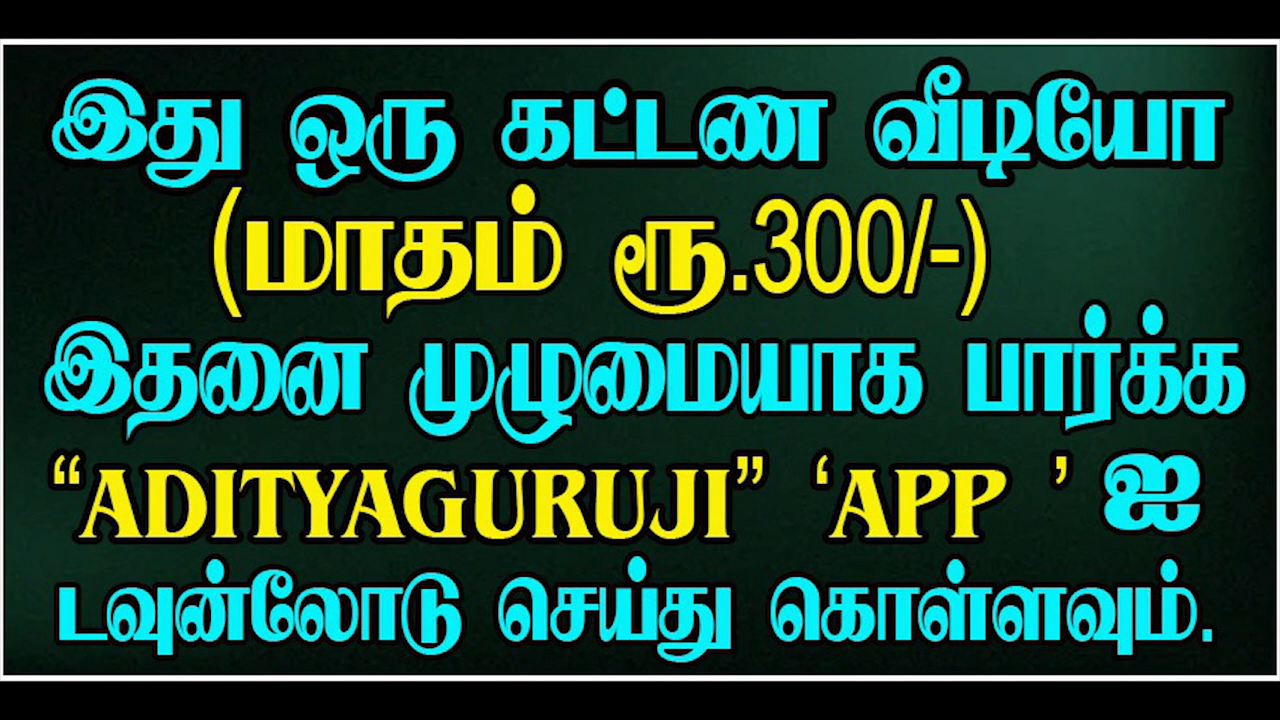 இது ஒரு கட்டண வீடியோ
(மாதம் ரூ.300/-)
இதனை முழுமையாக பார்க்க
“ADITYAGURUJI” ‘APP ’ ஐ
டவுன்லோடு செய்து கொள்ளவும்.